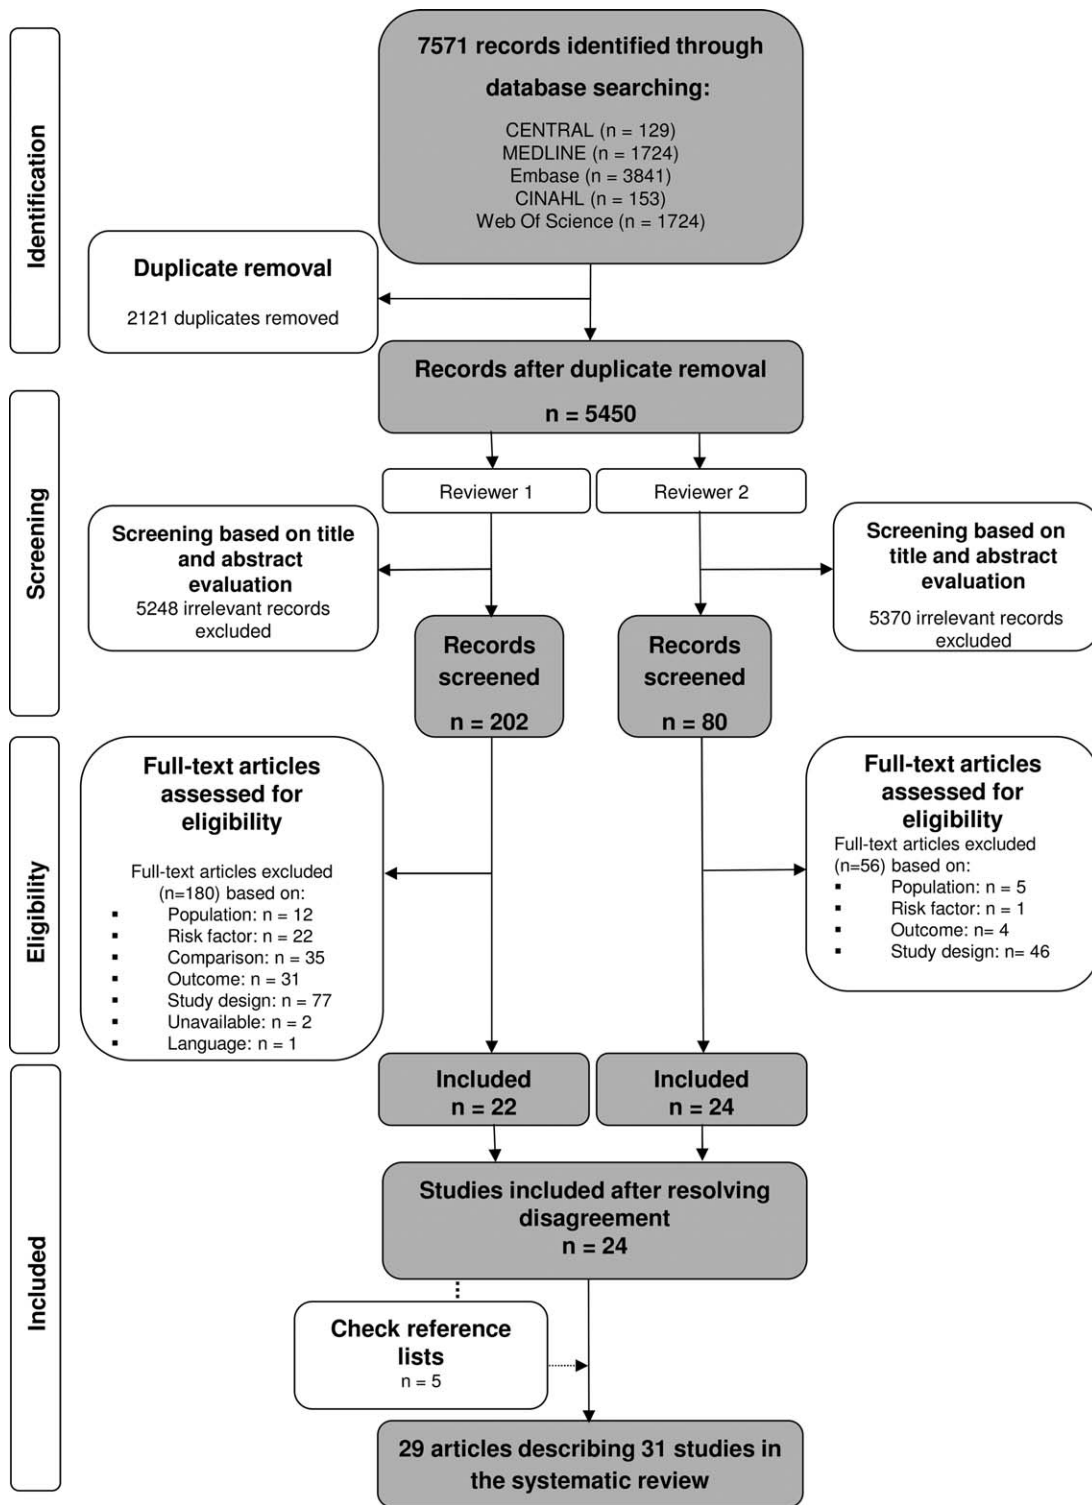 Identification
7571 records identified through
database searching:
CENTRAL (n = 129)
MEDLINE (n = 1724)
Embase (n = 3841)
CINAHL (n = 153)
Web Of Science (n = 1724)
Duplicate removal
2121 duplicates removed
Records after duplicate removal
n = 5450
Screening
Reviewer 1
Reviewer 2
Screening based on title
and abstract
evaluation
5248 irrelevant records
excluded
Screening based on
title and abstract
evaluation
5370 irrelevant records
excluded
Records
screened
n = 202
Records
screened
n = 80
Eligibility
Full-text articles
assessed for
eligibility
Full-text articles excluded
(n=180) based on:
▪ Population: n = 12
▪ Risk factor: n = 22
▪ Comparison: n = 35
▪ Outcome: n = 31
▪ Study design: n = 77
▪ Unavailable: n = 2
▪ Language: n = 1
Full-text articles
assessed for
eligibility
Full-text articles excluded
(n=56) based on:
▪ Population: n = 5
▪ Risk factor: n = 1
▪ Outcome: n= 4
▪ Study design: n= 46
Included
Included
n = 22
Included
n = 24
Studies included after resolving
disagreement
n = 24
Check reference
lists
n = 5
29 articles describing 31 studies in
the systematic review